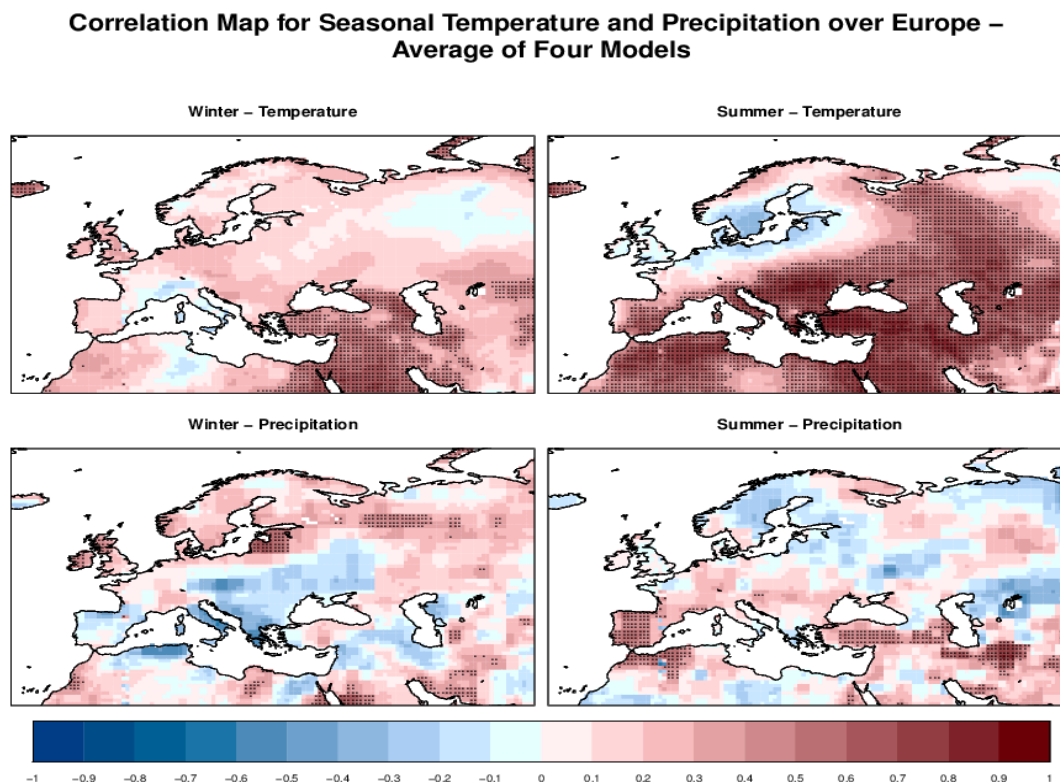 Correlation Map for Seasonal Temperature and Precipitation over Europe –
Average of Four Models
Winter – Temperature
Summer – Temperature
Winter – Precipitation
Summer – Precipitation
−1 −0.9 −0.8 −0.7 −0.6 −0.5 −0.4 −0.3 −0.2 −0.1 0 0.1 0.2 0.3 0.4 0.5 0.6 0.7 0.8 0.9 1